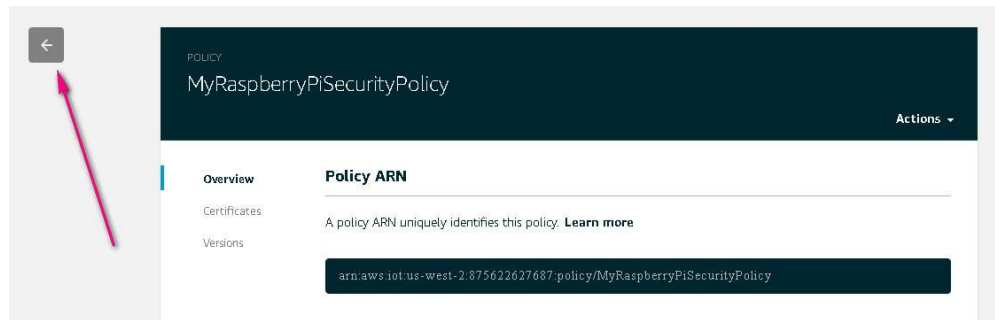 POLICY
MyRaspberryPiSecurityPolicy
Actions
Overview
Certificates
Versions
Policy ARN
A policy ARN uniquely identifies this policy. Learn more
arn:aws:iot:us-west-2:875622627687:policy/MyRaspberryPiSecurityPolicy